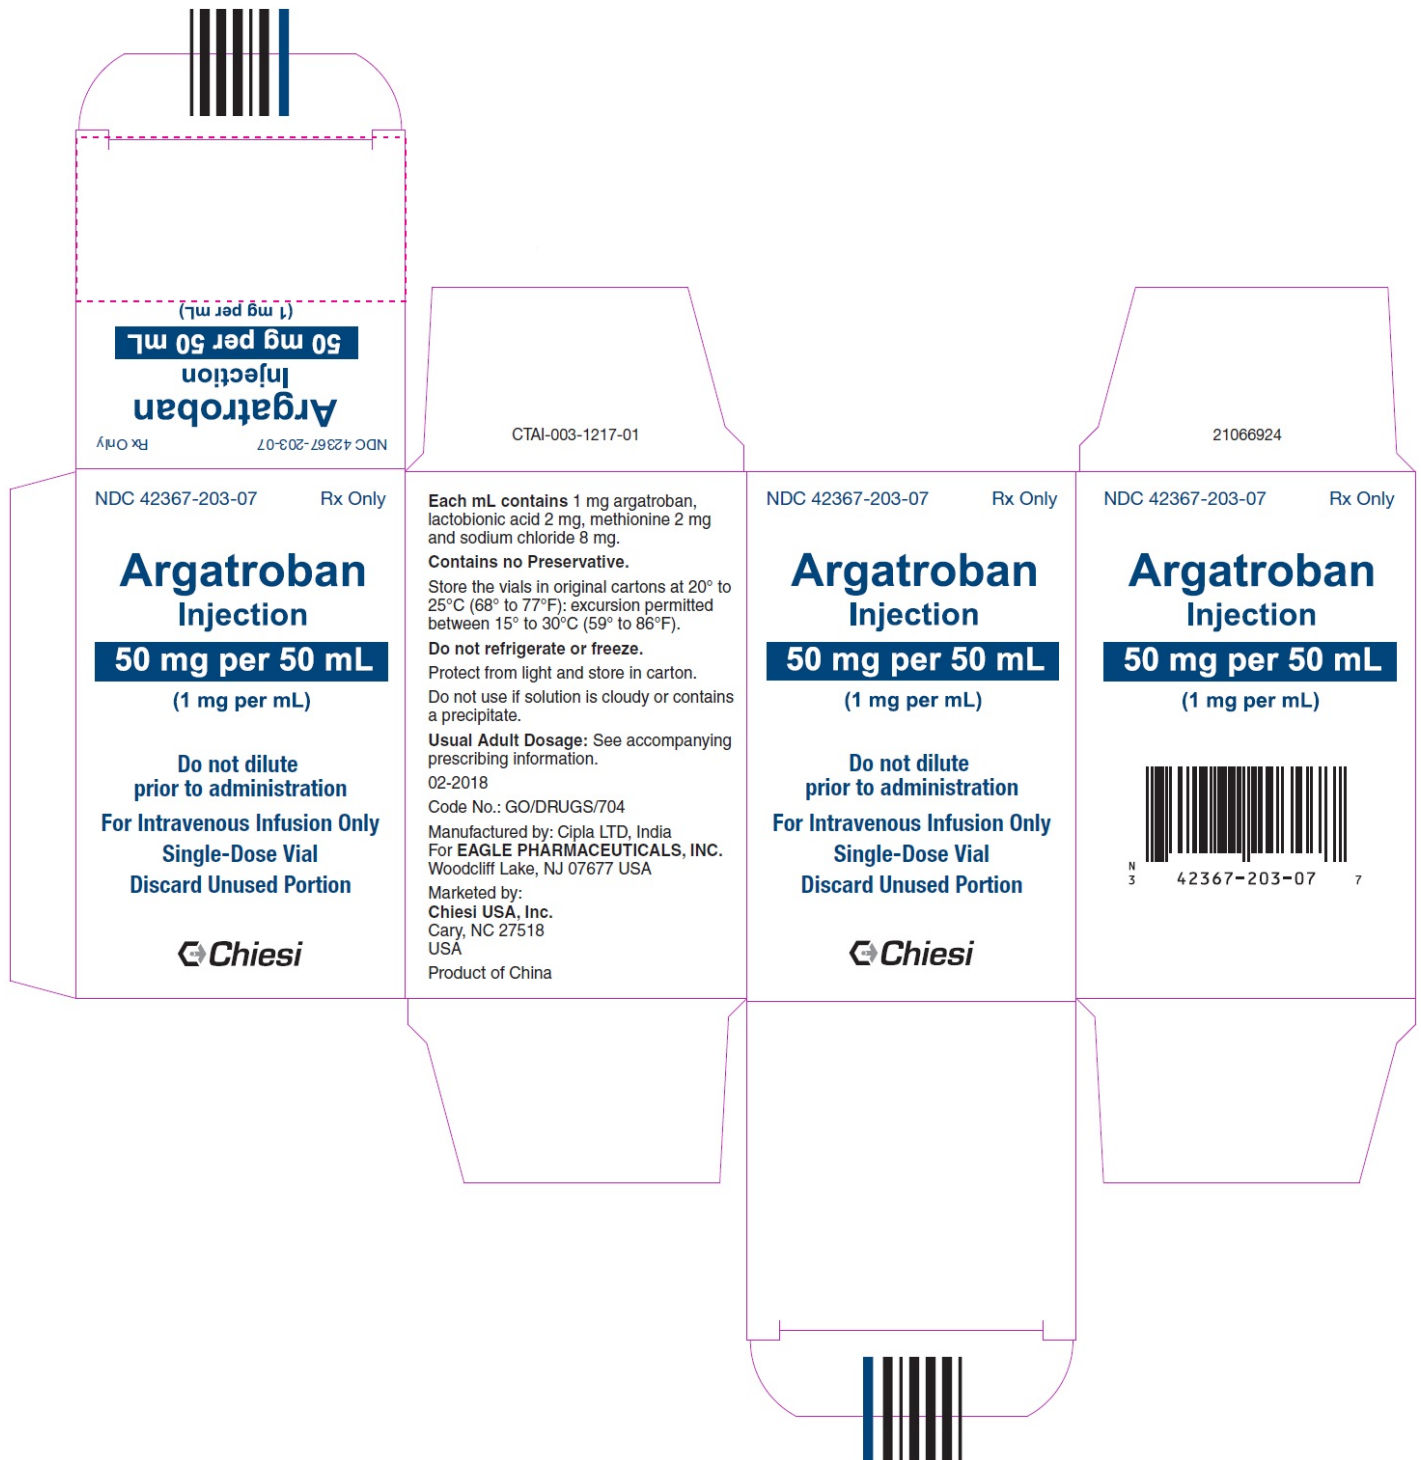 (1 mg per mL)
50 mg per 50 mL
Injection
Argatroban
NDC 42367-203-07 Rx Only
CTAI-003-1217-01
21066924
NDC 42367-203-07 Rx Only
Argatroban
Injection
50 mg per 50 mL
(1 mg per mL)
Do not dilute
prior to administration
For Intravenous Infusion Only
Single-Dose Vial
Discard Unused Portion
Chiesi
Each mL contains 1 mg argatroban,
lactobionic acid 2 mg, methionine 2 mg
and sodium chloride 8 mg.
Contains no Preservative.
Store the vials in original cartons at 20° to
25°C (68° to 77°F): excursion permitted
between 15° to 30°C (59° to 86°F).
Do not refrigerate or freeze.
Protect from light and store in carton.
Do not use if solution is cloudy or contains
a precipitate.
Usual Adult Dosage: See accompanying
prescribing information.
02-2018
Code No.: GO/DRUGS/704
Manufactured by: Cipla LTD, India
For EAGLE PHARMACEUTICALS, INC.
Woodcliff Lake, NJ 07677 USA
Marketed by:
Chiesi USA, Inc.
Cary, NC 27518
USA
Product of China
NDC 42367-203-07 Rx Only
Argatroban
Injection
50 mg per 50 mL
(1 mg per mL)
Do not dilute
prior to administration
For Intravenous Infusion Only
Single-Dose Vial
Discard Unused Portion
Chiesi
NDC 42367-203-07 Rx Only
Argatroban
Injection
50 mg per 50 mL
(1 mg per mL)
N
3 42367-203-07 7